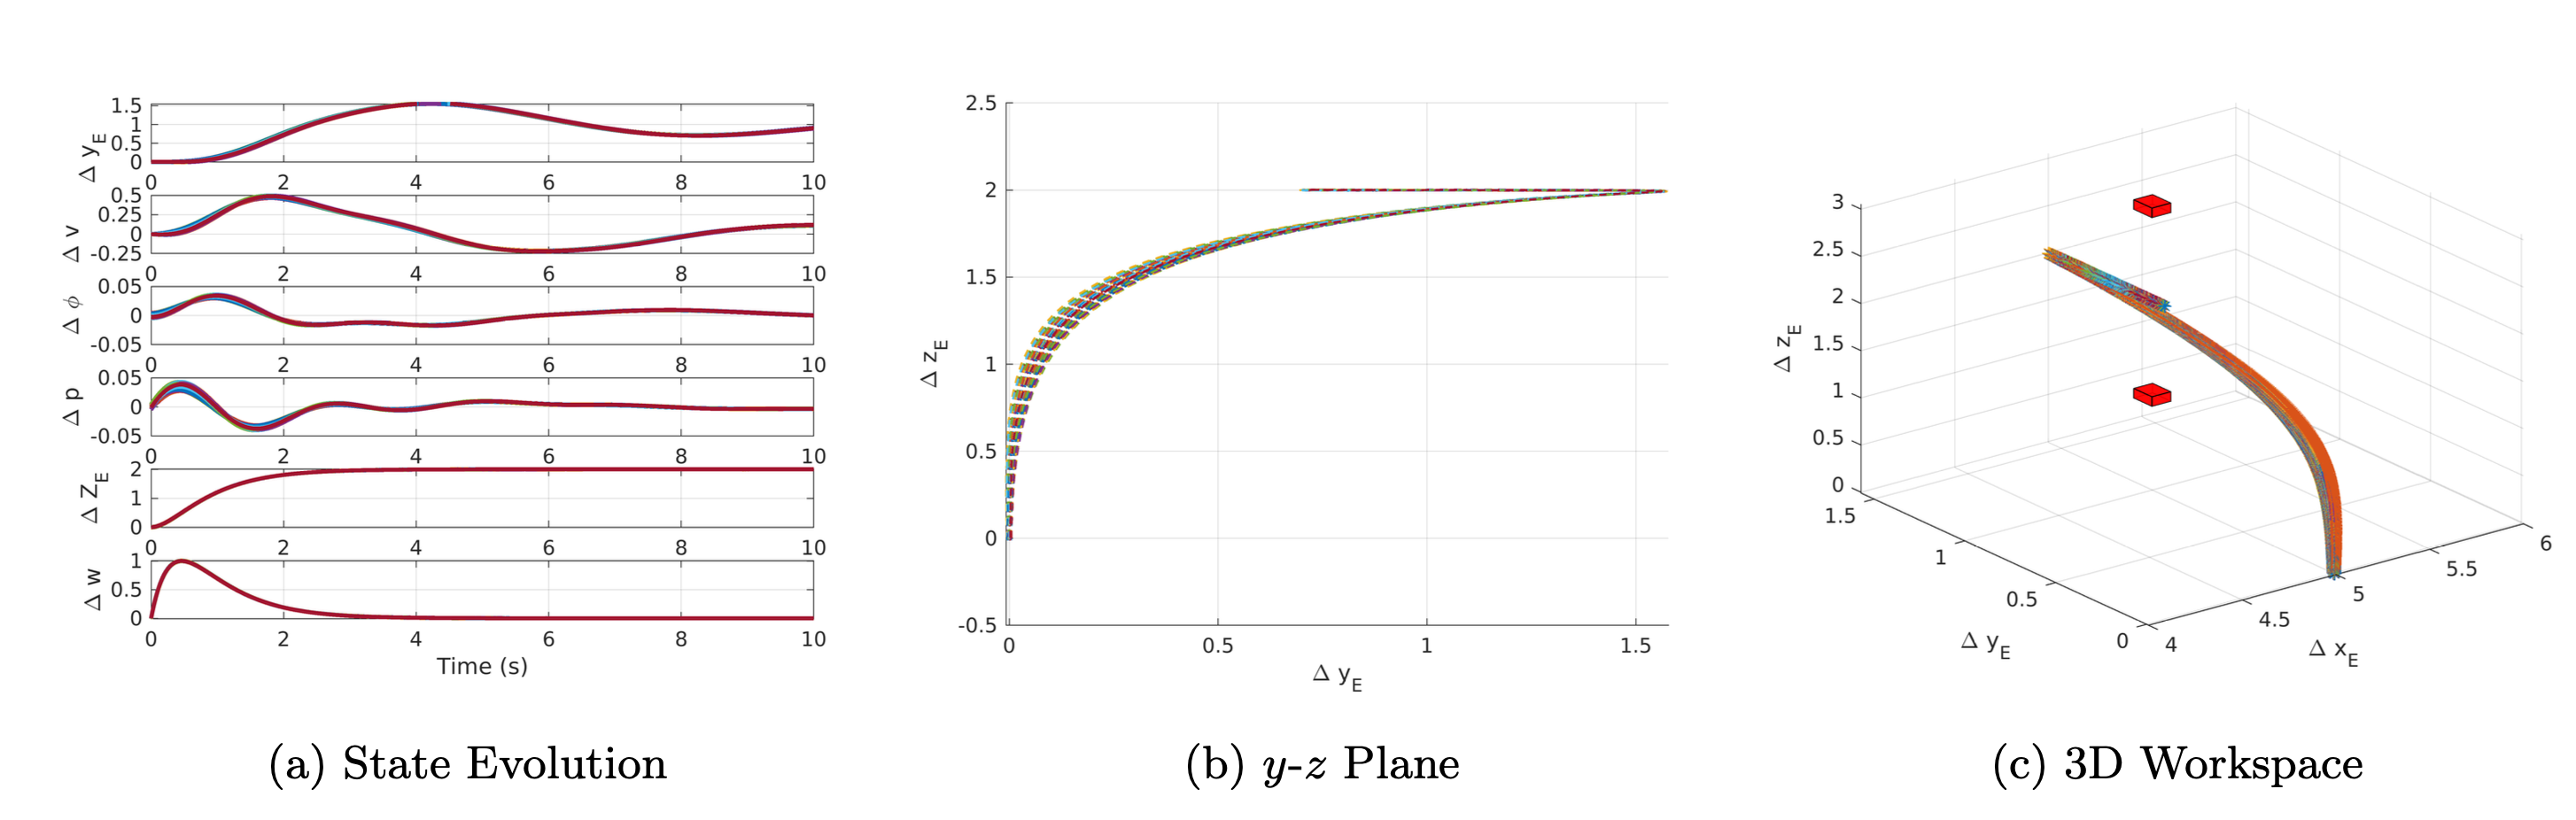 1.5
1
0.5
0
Δ y_E
0 2 4 6 8 10
0.5
0.25
0
-0.25
Δ v
0 2 4 6 8 10
0.05
0
-0.05
Δ ϕ
0 2 4 6 8 10
0.05
0
-0.05
Δ p
0 2 4 6 8 10
2
1
0
Δ Z_E
0 2 4 6 8 10
1
0.5
0
Δ w
0 2 4 6 8 10
Time (s)
(a) State Evolution
2.5
2
1.5
1
0.5
0
-0.5
Δ z_E
0 0.5 1 1.5
Δ y_E
(b) y-z Plane
3
2.5
2
1.5
1
0.5
0
Δ z_E
1.5
1
0.5
0
Δ y_E
4
4.5
5
5.5
6
Δ x_E
(c) 3D Workspace